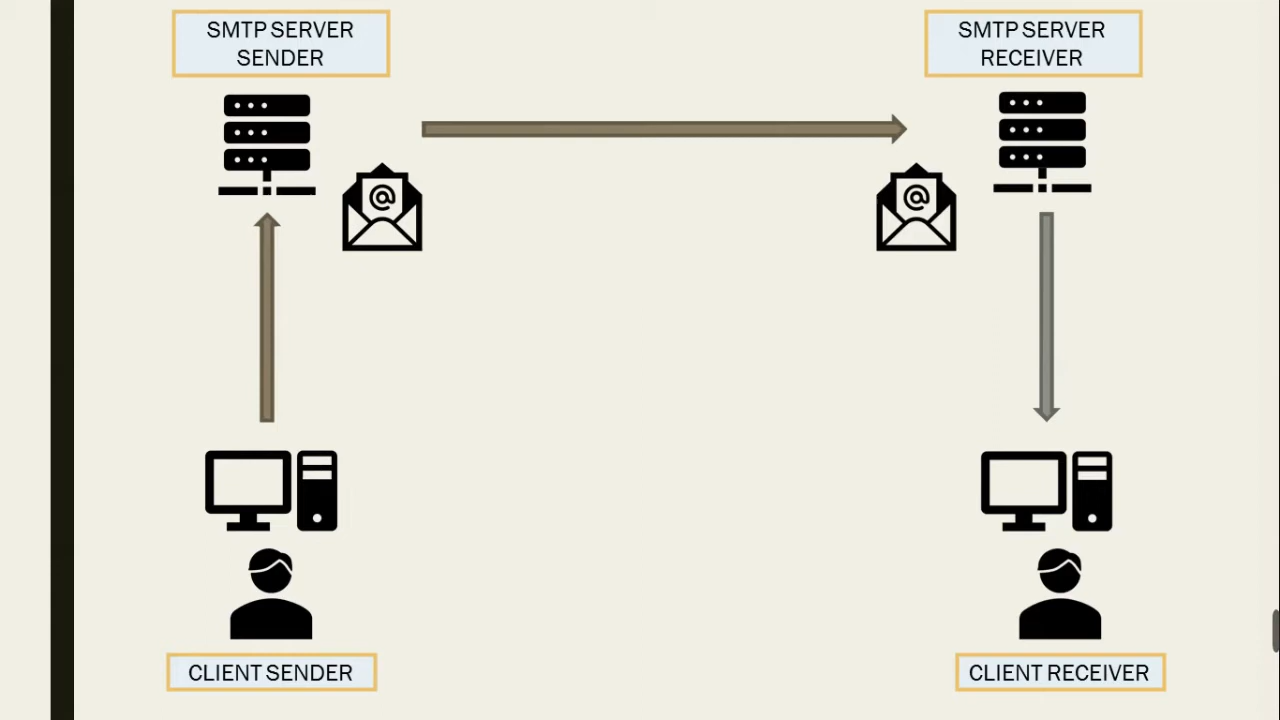 SMTP SERVER
SENDER
SMTP SERVER
RECEIVER
@
@
CLIENT SENDER
CLIENT RECEIVER